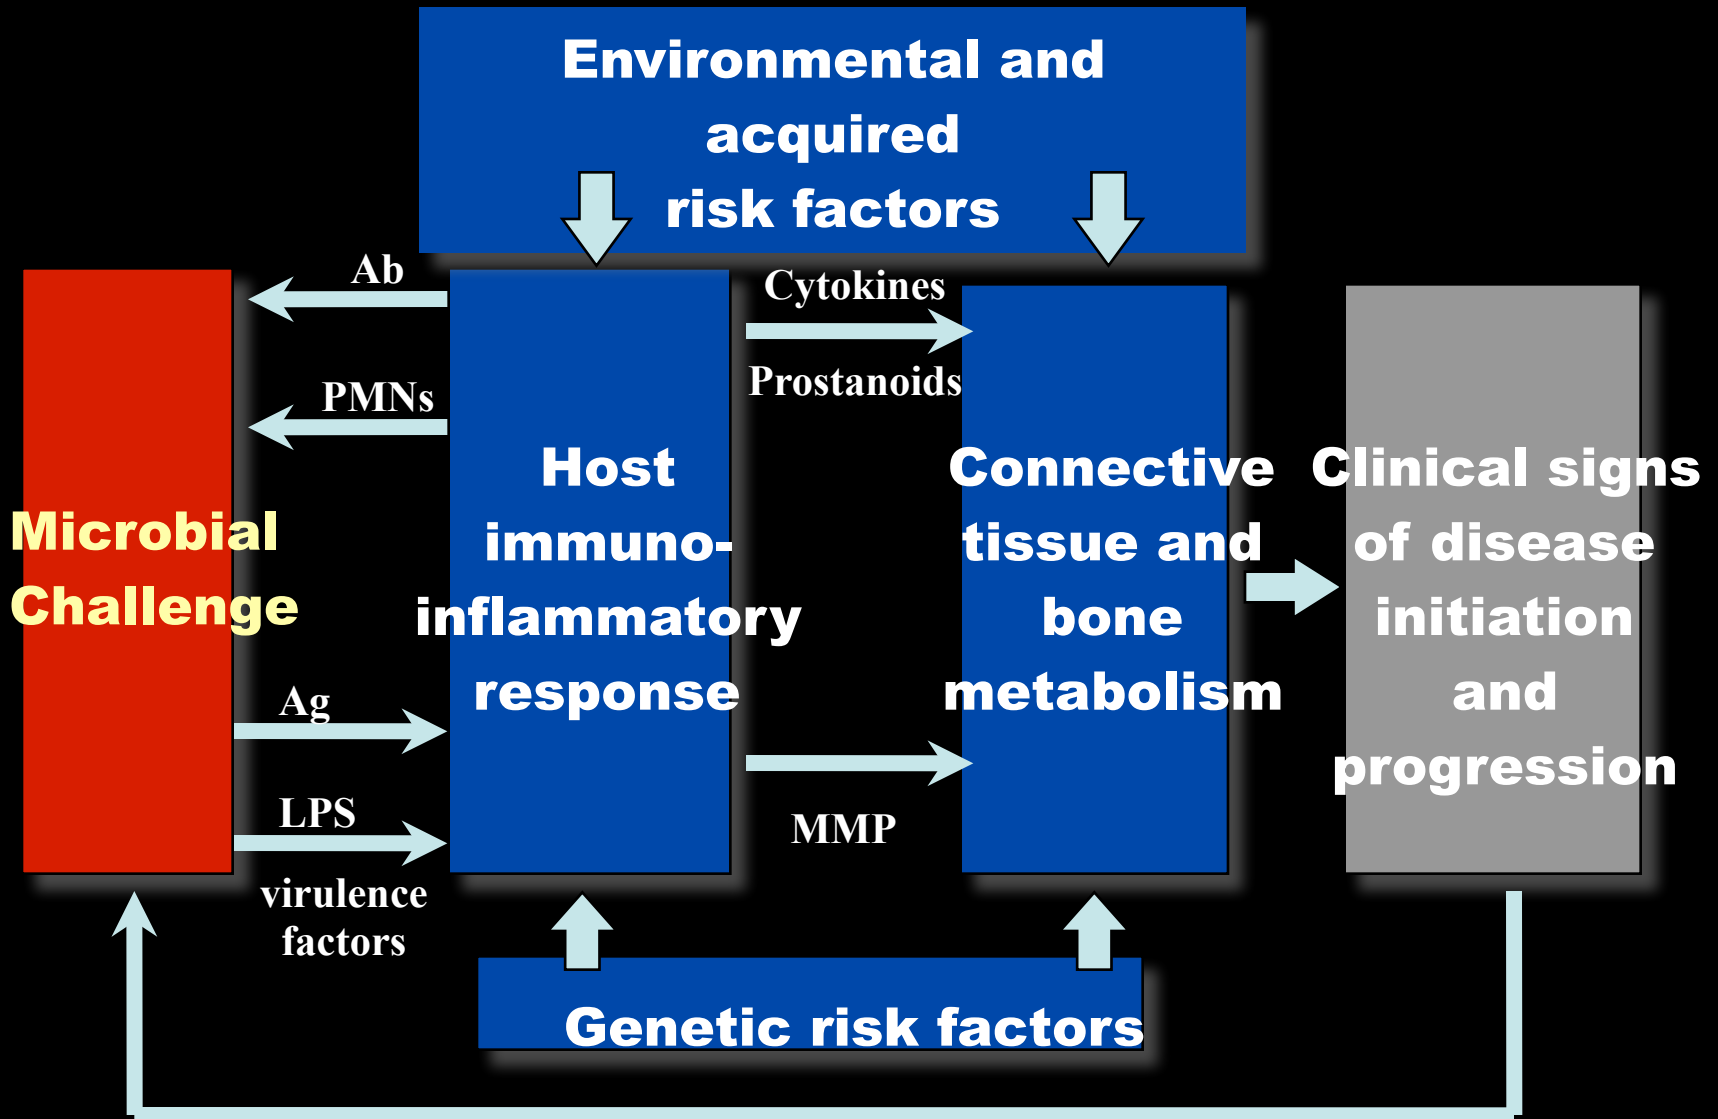 Environmental and
acquired
risk factors
Ab
PMNs
Microbial
Challenge
Ag
LPS
virulence
factors
Host
immuno-
inflammatory
response
Cytokines
Prostanoids
MMP
Connective
tissue and
bone
metabolism
Clinical signs
of disease
initiation
and
progression
Genetic risk factors